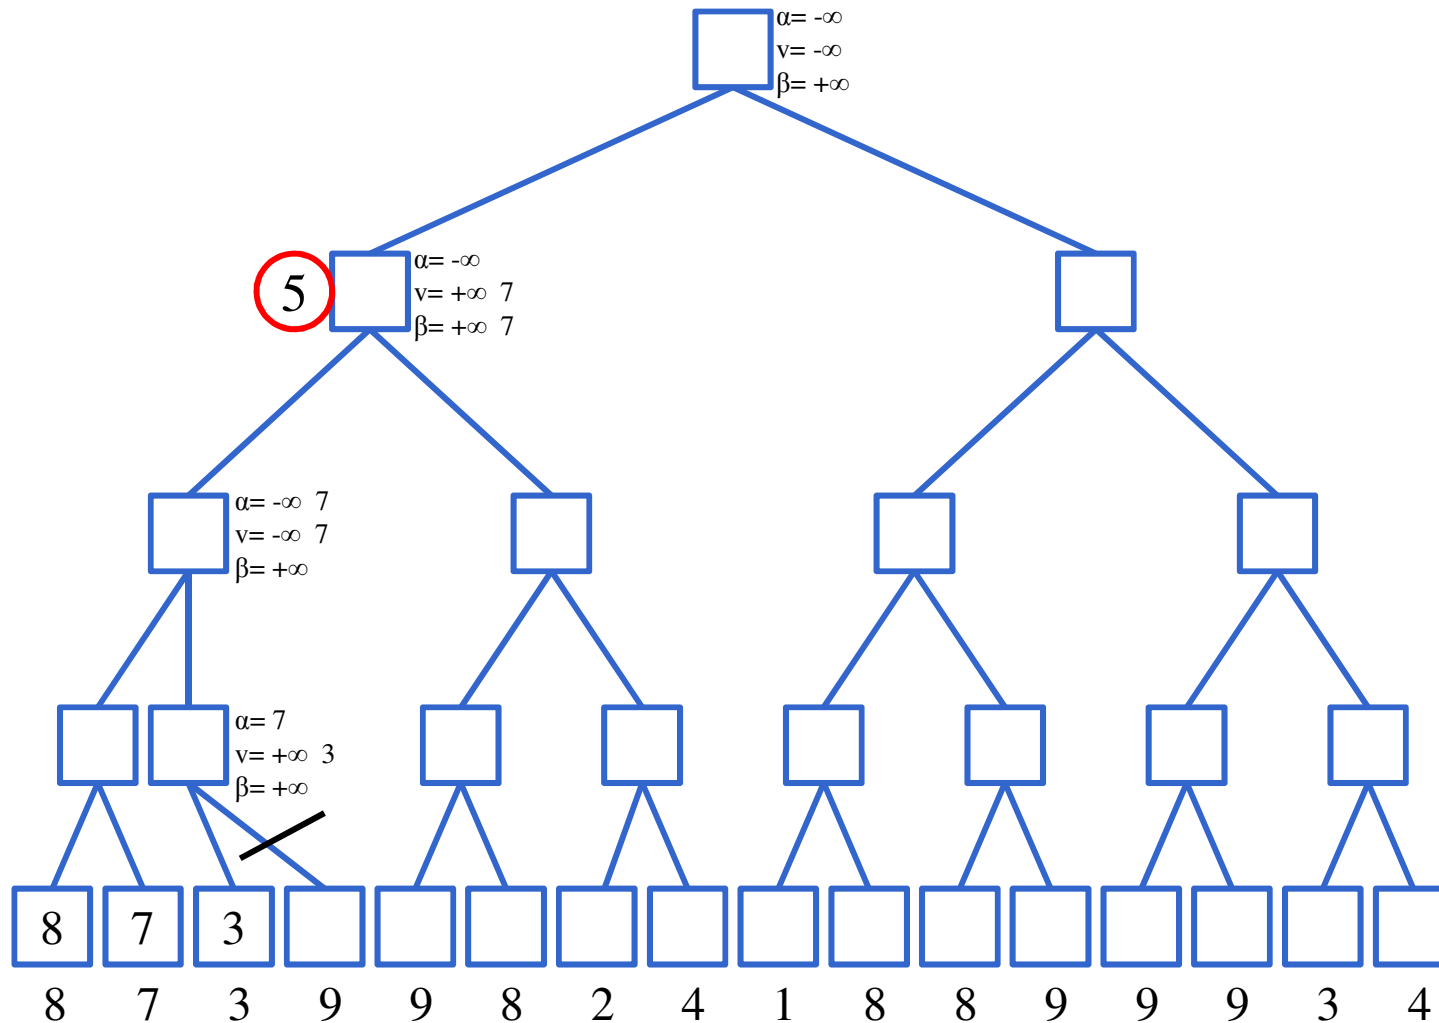 α= -∞
v= -∞
β= +∞
5
α= -∞
v= +∞ 7
β= +∞ 7
α= -∞ 7
v= -∞ 7
β= +∞
α= 7
v= +∞ 3
β= +∞
8 7 3
8 7 3 9 9 8 2 4 1 8 8 9 9 9 3 4